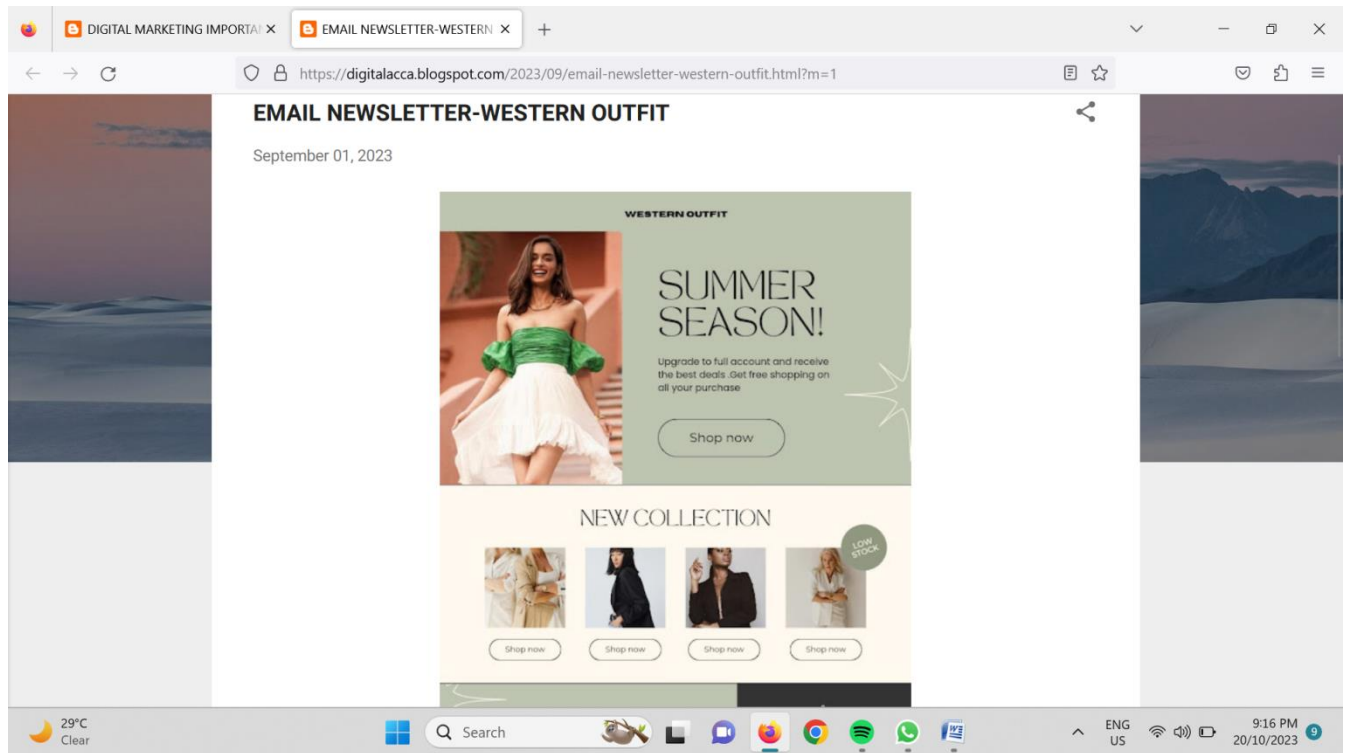 DIGITAL MARKETING IMPORTAN
EMAIL NEWSLETTER-WESTERN
https://digitalacca.blogspot.com/2023/09/email-newsletter-western-outfit.html?m=1
EMAIL NEWSLETTER-WESTERN OUTFIT
September 01, 2023
WESTERN OUTFIT
SUMMER
SEASON!
Upgrade to full account and receive
the best deals .Get free shopping on
all your purchase
Shop now
NEW COLLECTION
LOW
STOCK
Shop now
Shop now
Shop now
Shop now
29°C
Clear
Search
ENG
US
9:16 PM
20/10/2023
9